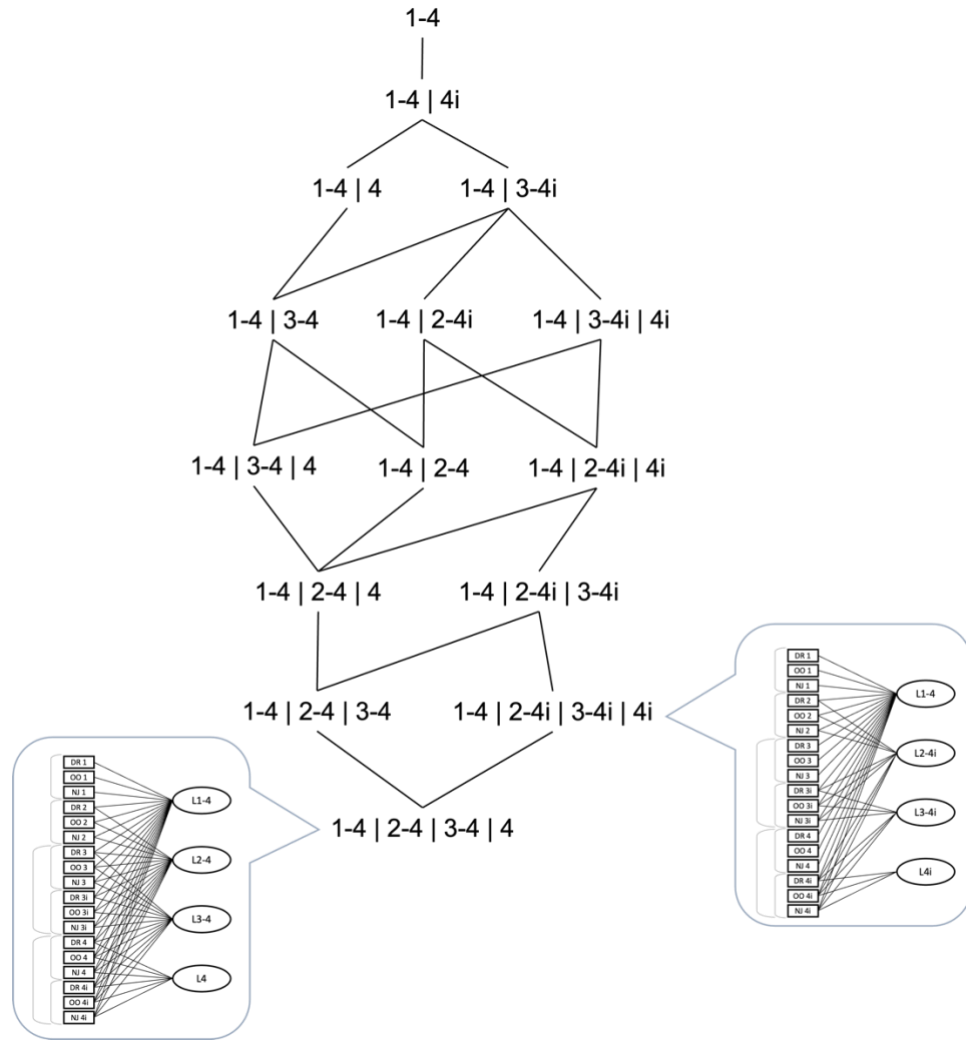 1-4
1-4 | 4i
1-4 | 4
1-4 | 3-4i
1-4 | 3-4
1-4 | 2-4i
1-4 | 3-4i | 4i
1-4 | 3-4 | 4
1-4 | 2-4
1-4 | 2-4i | 4i
1-4 | 2-4 | 4
1-4 | 2-4i | 3-4i
1-4 | 2-4 | 3-4
1-4 | 2-4i | 3-4i | 4i
1-4 | 2-4 | 3-4 | 4
DR 1
OO 1
NJ 1
DR 2
OO 2
NJ 2
DR 3
OO 3
NJ 3
DR 3i
OO 3i
NJ 3i
DR 4
OO 4
NJ 4
DR 4i
OO 4i
NJ 4i
L1-4
L2-4
L3-4
L4
DR 1
OO 1
NJ 1
DR 2
OO 2
NJ 2
DR 3
OO 3
NJ 3
DR 3i
OO 3i
NJ 3i
DR 4
OO 4
NJ 4
DR 4i
OO 4i
NJ 4i
L1-4
L2-4i
L3-4i
L4i